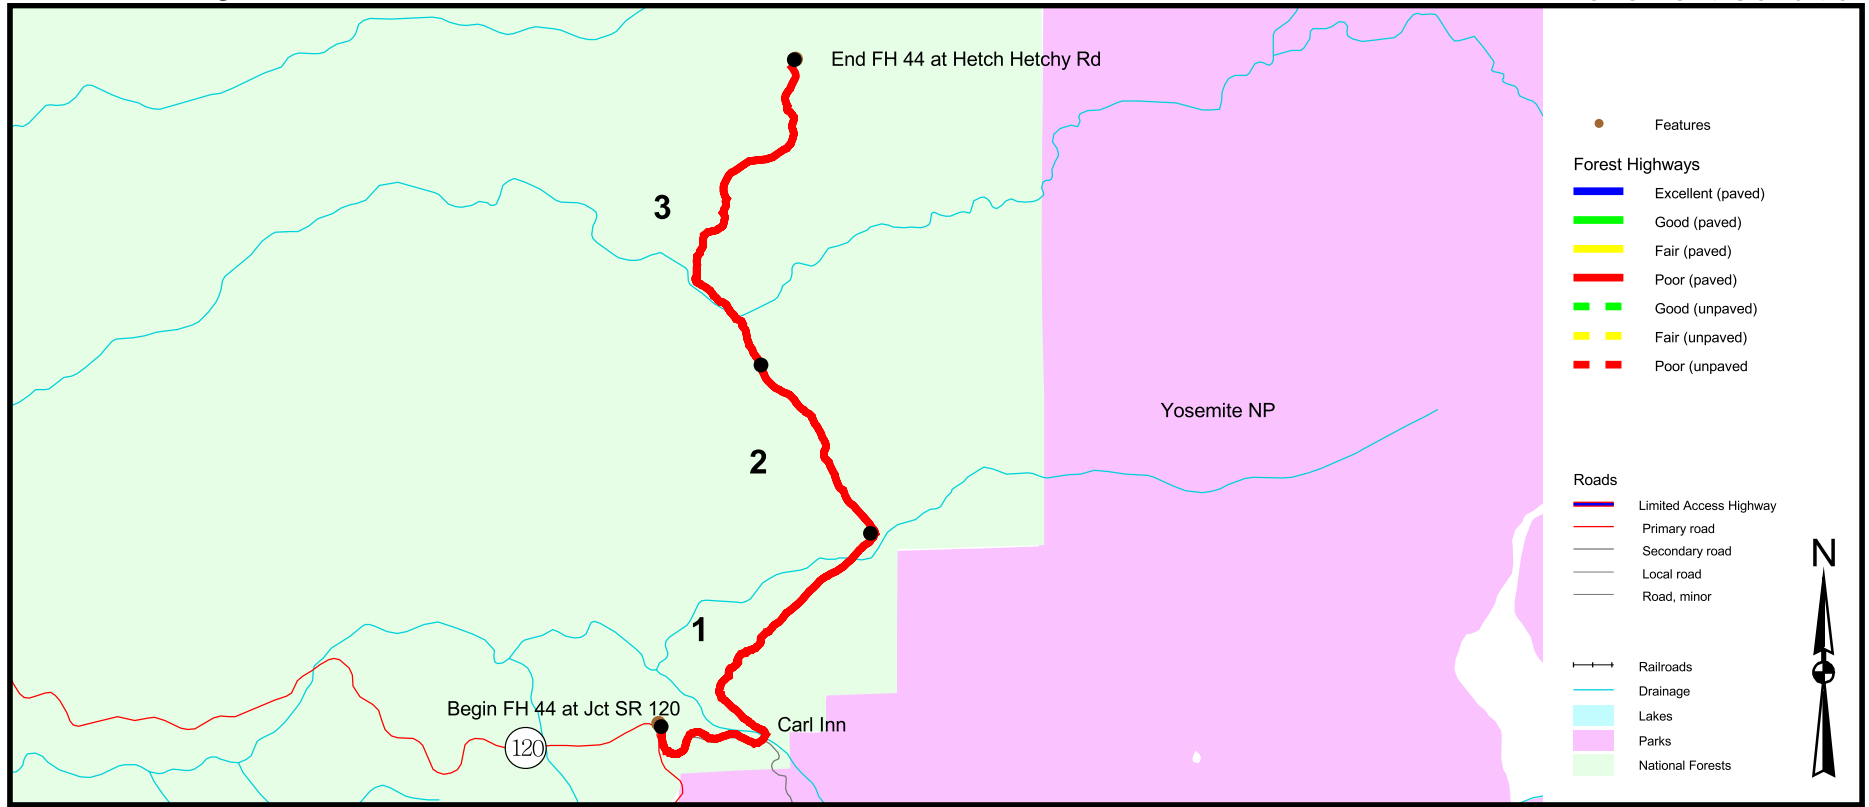 End FH 44 at Hetch Hetchy Rd
3
2
Yosemite NP
1
Begin FH 44 at Jct SR 120
Carl Inn
120
Features
Forest Highways
Excellent (paved)
Good (paved)
Fair (paved)
Poor (paved)
Good (unpaved)
Fair (unpaved)
Poor (unpaved
Roads
Limited Access Highway
Primary road
Secondary road
Local road
Road, minor
N
Railroads
Drainage
Lakes
Parks
National Forests